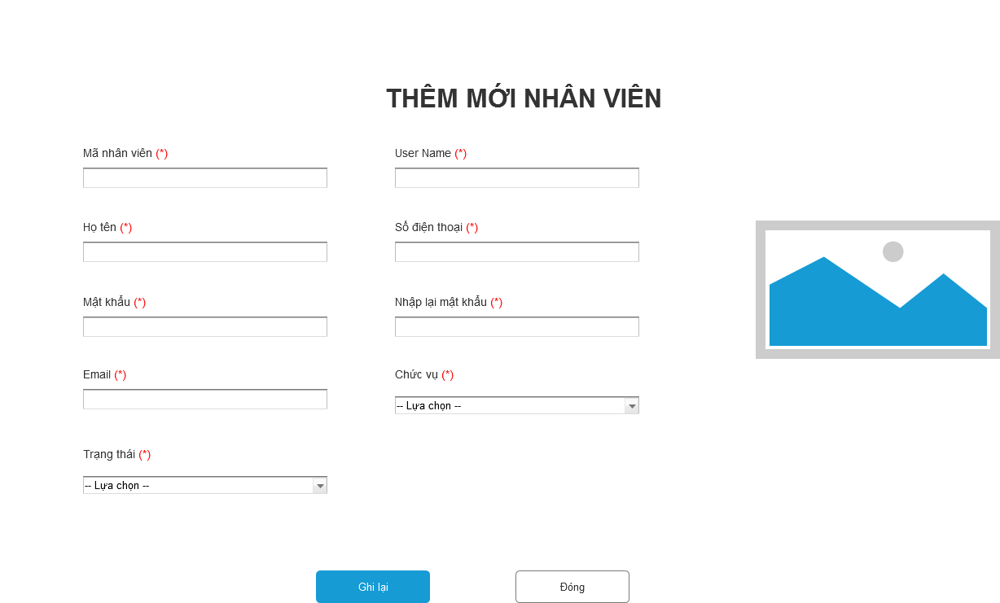 THÊM MỚI NHÂN VIÊN
Mã nhân viên (*)
User Name (*)
Họ tên (*)
Số điện thoại (*)
Mật khẩu (*)
Nhập lại mật khẩu (*)
Email (*)
Chức vụ (*)
-- Lựa chọn --
Trạng thái (*)
-- Lựa chọn --
Ghi lại
Đóng